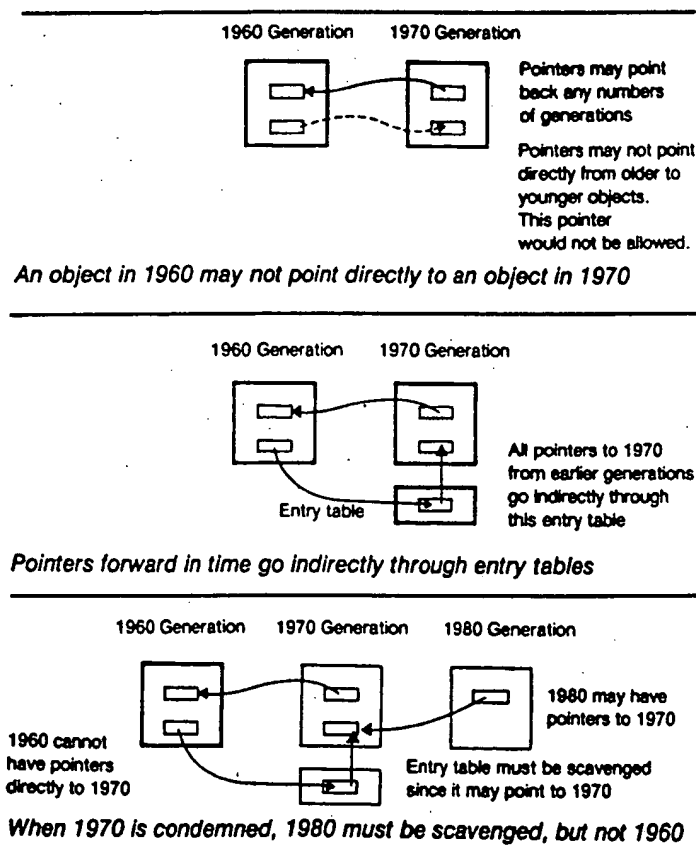 1960 Generation 1970 Generation
Pointers may point
back any numbers
of generations
Pointers may not point
directly from older to
younger objects.
This pointer
would not be allowed.
An object in 1960 may not point directly to an object in 1970
1960 Generation 1970 Generation
All pointers to 1970
from earlier generations
go indirectly through
this entry table
Entry table
Pointers forward in time go indirectly through entry tables
1960 Generation 1970 Generation 1980 Generation
1980 may have
pointers to 1970
1960 cannot
have pointers
directly to 1970
Entry table must be scavenged
since it may point to 1970
When 1970 is condemned, 1980 must be scavenged, but not 1960